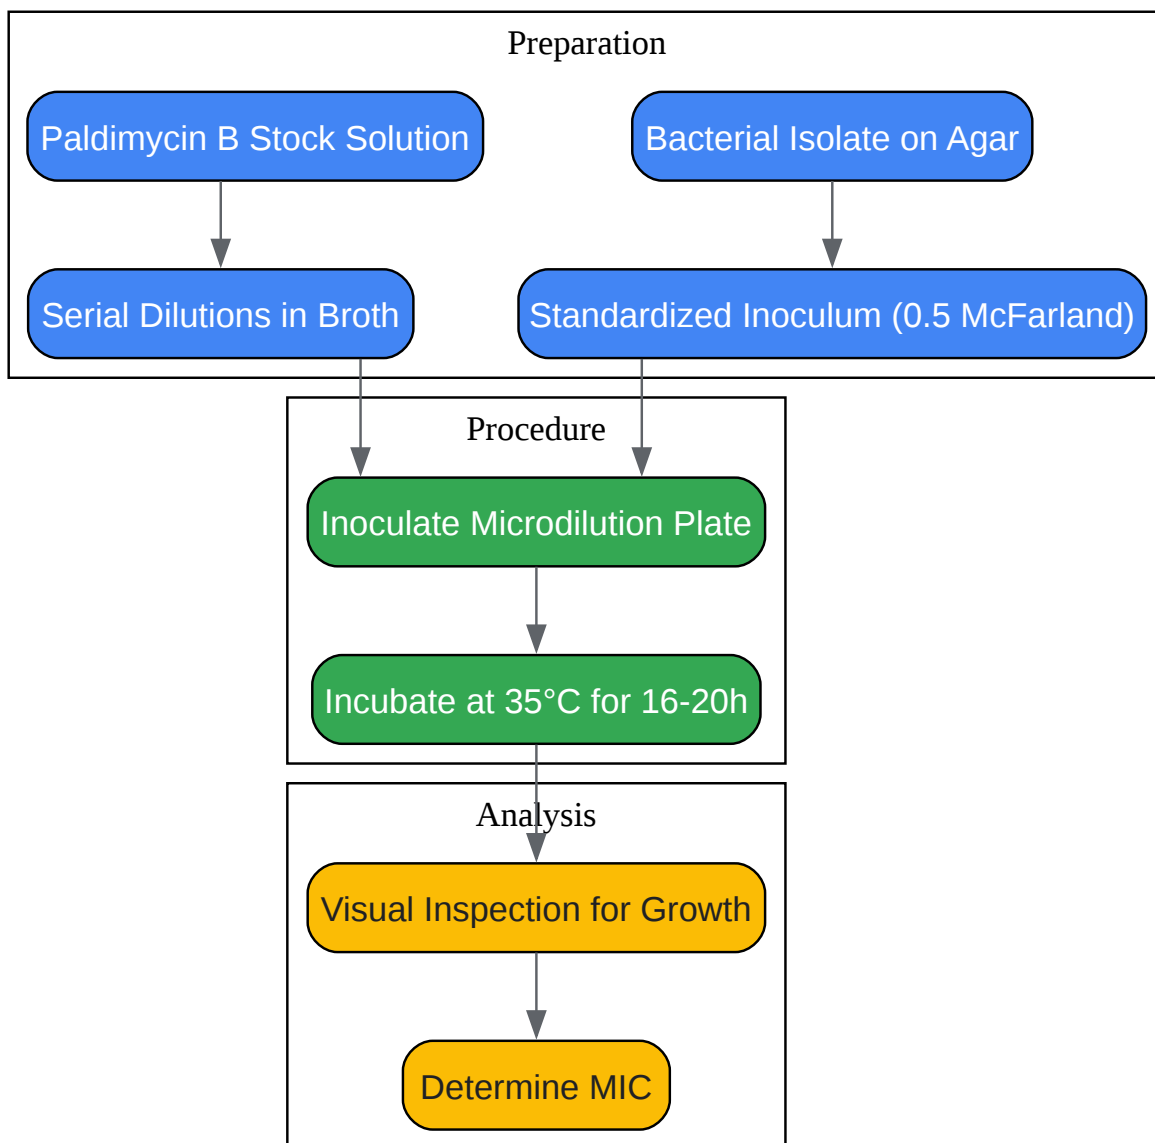 Preparation
Paldimycin B Stock Solution
Bacterial Isolate on Agar
Serial Dilutions in Broth
Standardized Inoculum (0.5 McFarland)
Procedure
Inoculate Microdilution Plate
Incubate at 35°C for 16-20h
Analysis
Visual Inspection for Growth
Determine MIC